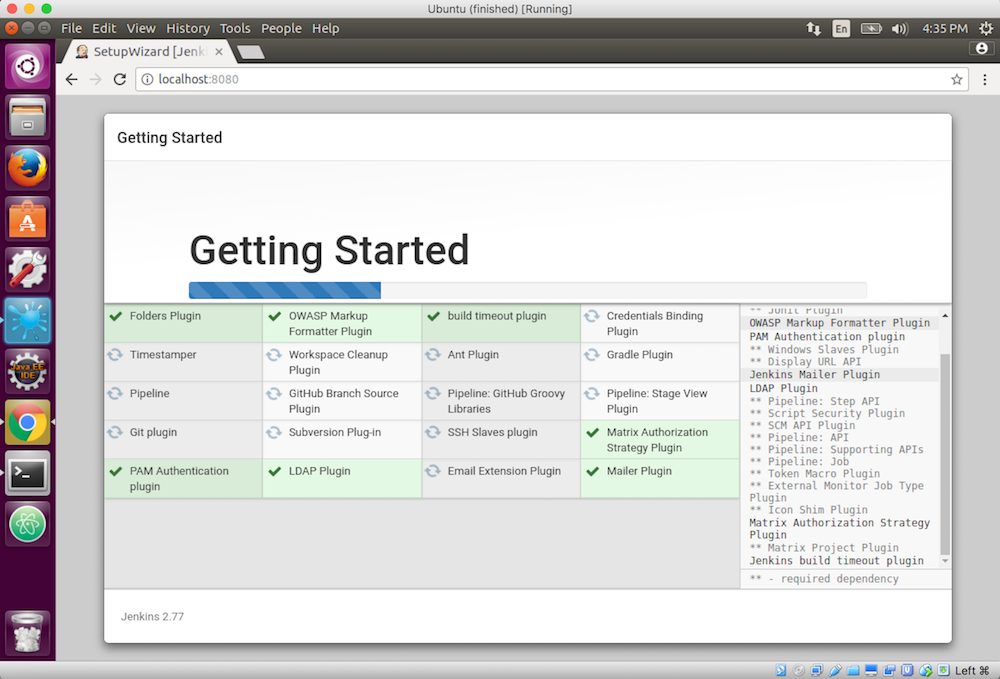 Ubuntu (finished) [Running]
File Edit View History Tools People Help
En
4:35 PM
SetupWizard [Jenki
localhost:8080
Getting Started
Getting Started
Folders Plugin
OWASP Markup
Formatter Plugin
build timeout plugin
Credentials Binding
Plugin
Timestamper
Workspace Cleanup
Plugin
Ant Plugin
Gradle Plugin
Pipeline
GitHub Branch Source
Plugin
Pipeline: GitHub Groovy
Libraries
Pipeline: Stage View
Plugin
Git plugin
Subversion Plug-in
SSH Slaves plugin
Matrix Authorization
Strategy Plugin
PAM Authentication
plugin
LDAP Plugin
Email Extension Plugin
Mailer Plugin
** JUnit Plugin
OWASP Markup Formatter Plugin
PAM Authentication plugin
** Windows Slaves Plugin
** Display URL API
Jenkins Mailer Plugin
LDAP Plugin
** Pipeline: Step API
** Script Security Plugin
** SCM API Plugin
** Pipeline: API
** Pipeline: Supporting APIs
** Pipeline: Job
** Token Macro Plugin
** External Monitor Job Type
Plugin
** Icon Shim Plugin
Matrix Authorization Strategy
Plugin
** Matrix Project Plugin
Jenkins build timeout plugin
** - required dependency
Jenkins 2.77
Java EE
IDE
Left ⌘